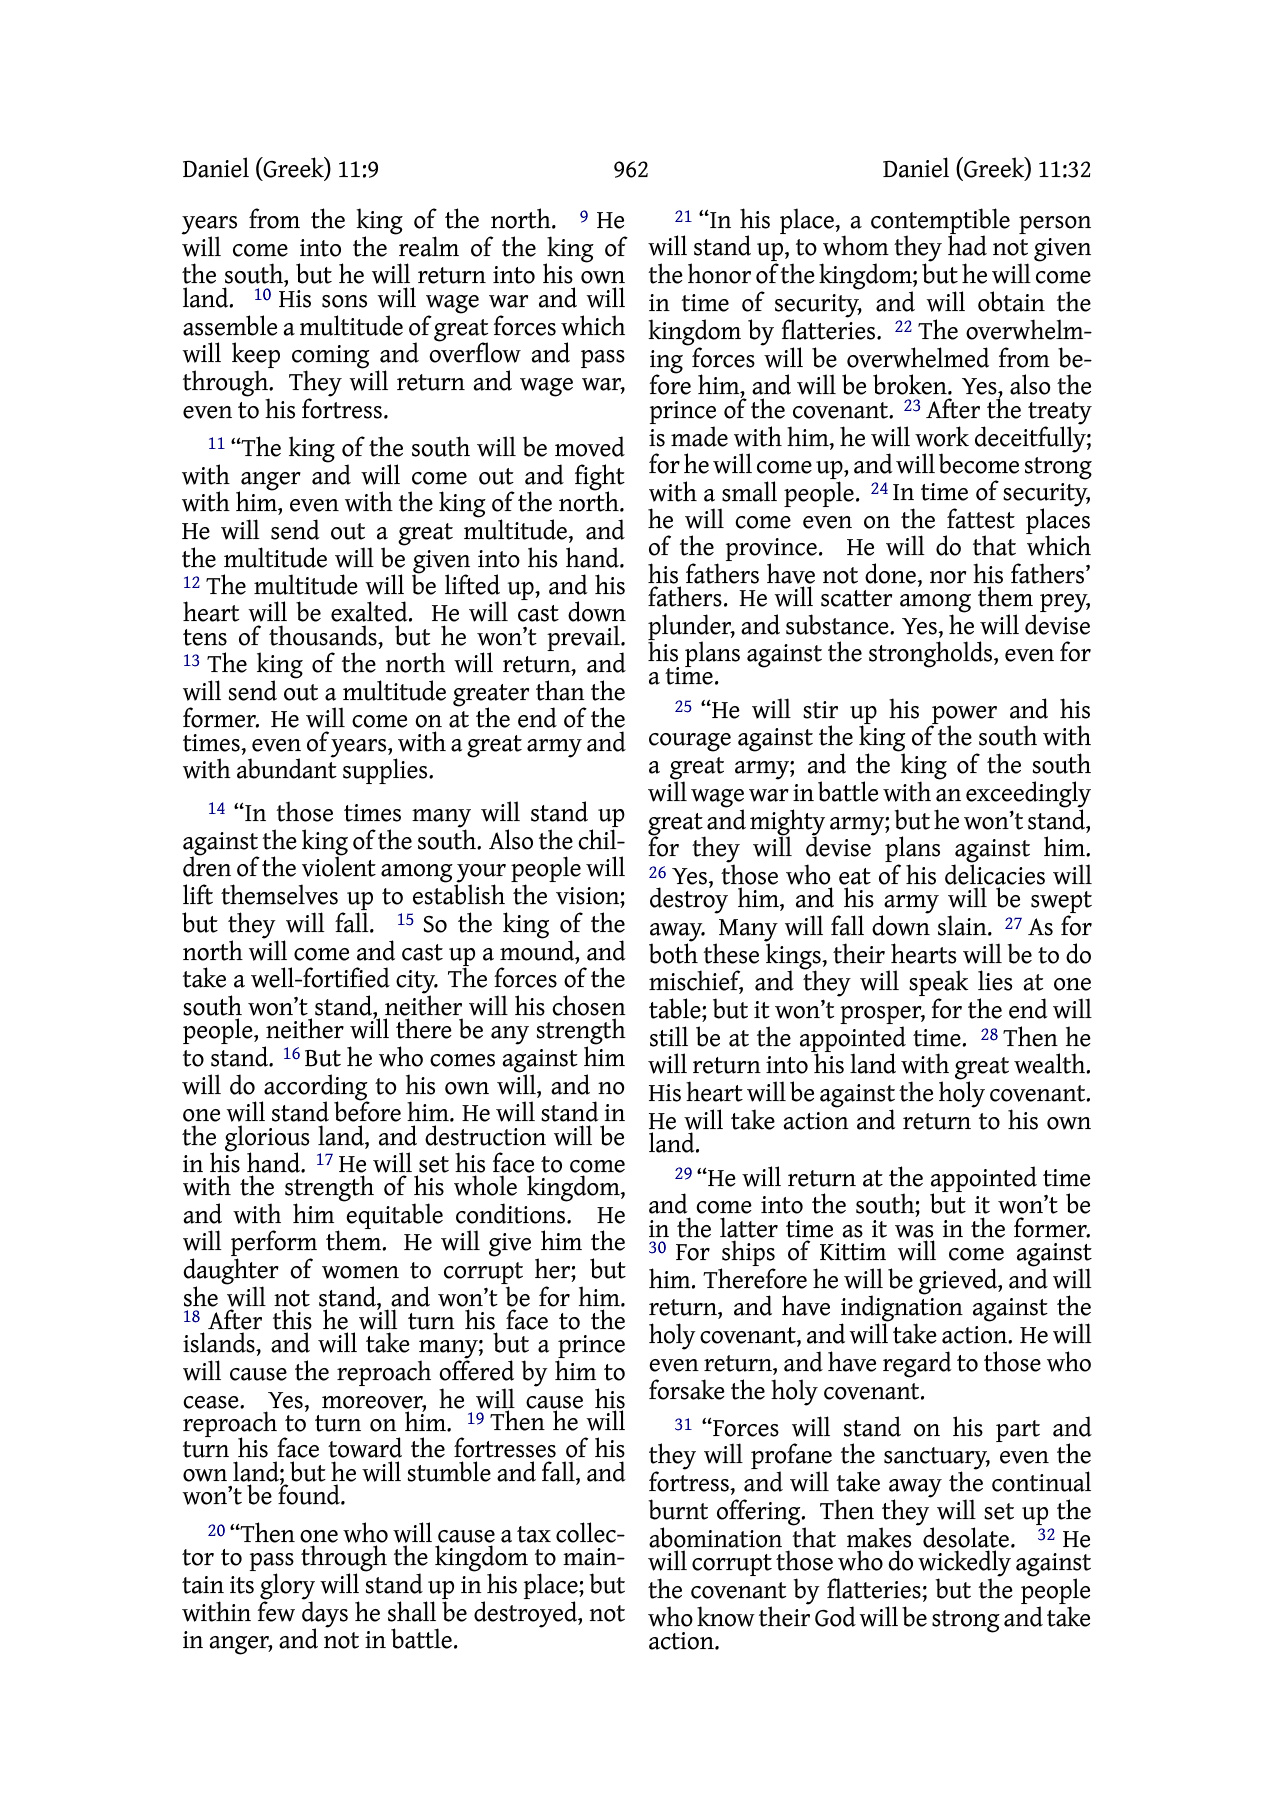 Daniel (Greek) 11:9 962 Daniel (Greek) 11:32
years from the king of the north. 9 He
will come into the realm of the king of
the south, but he will return into his own
land. 10 His sons will wage war and will
assemble a multitude of great forces which
will keep coming and overflow and pass
through. They will return and wage war,
even to his fortress.
11 “The king of the south will be moved
with anger and will come out and fight
with him, even with the king of the north.
He will send out a great multitude, and
the multitude will be given into his hand.
12 The multitude will be lifted up, and his
heart will be exalted. He will cast down
tens of thousands, but he won’t prevail.
13 The king of the north will return, and
will send out a multitude greater than the
former. He will come on at the end of the
times, even of years, with a great army and
with abundant supplies.
14 “In those times many will stand up
against the king of the south. Also the chil-
dren of the violent among your people will
lift themselves up to establish the vision;
but they will fall. 15 So the king of the
north will come and cast up a mound, and
take a well-fortified city. The forces of the
south won’t stand, neither will his chosen
people, neither will there be any strength
to stand. 16 But he who comes against him
will do according to his own will, and no
one will stand before him. He will stand in
the glorious land, and destruction will be
in his hand. 17 He will set his face to come
with the strength of his whole kingdom,
and with him equitable conditions. He
will perform them. He will give him the
daughter of women to corrupt her; but
she will not stand, and won’t be for him.
18 After this he will turn his face to the
islands, and will take many; but a prince
will cause the reproach offered by him to
cease. Yes, moreover, he will cause his
reproach to turn on him. 19 Then he will
turn his face toward the fortresses of his
own land; but he will stumble and fall, and
won’t be found.
20 “Then one who will cause a tax collec-
tor to pass through the kingdom to main-
tain its glory will stand up in his place; but
within few days he shall be destroyed, not
in anger, and not in battle.
21 “In his place, a contemptible person
will stand up, to whom they had not given
the honor of the kingdom; but he will come
in time of security, and will obtain the
kingdom by flatteries. 22 The overwhelm-
ing forces will be overwhelmed from be-
fore him, and will be broken. Yes, also the
prince of the covenant. 23 After the treaty
is made with him, he will work deceitfully;
for he will come up, and will become strong
with a small people. 24 In time of security,
he will come even on the fattest places
of the province. He will do that which
his fathers have not done, nor his fathers’
fathers. He will scatter among them prey,
plunder, and substance. Yes, he will devise
his plans against the strongholds, even for
a time.
25 “He will stir up his power and his
courage against the king of the south with
a great army; and the king of the south
will wage war in battle with an exceedingly
great and mighty army; but he won’t stand,
for they will devise plans against him.
26 Yes, those who eat of his delicacies will
destroy him, and his army will be swept
away. Many will fall down slain. 27 As for
both these kings, their hearts will be to do
mischief, and they will speak lies at one
table; but it won’t prosper, for the end will
still be at the appointed time. 28 Then he
will return into his land with great wealth.
His heart will be against the holy covenant.
He will take action and return to his own
land.
29 “He will return at the appointed time
and come into the south; but it won’t be
in the latter time as it was in the former.
30 For ships of Kittim will come against
him. Therefore he will be grieved, and will
return, and have indignation against the
holy covenant, and will take action. He will
even return, and have regard to those who
forsake the holy covenant.
31 “Forces will stand on his part and
they will profane the sanctuary, even the
fortress, and will take away the continual
burnt offering. Then they will set up the
abomination that makes desolate. 32 He
will corrupt those who do wickedly against
the covenant by flatteries; but the people
who know their God will be strong and take
action.